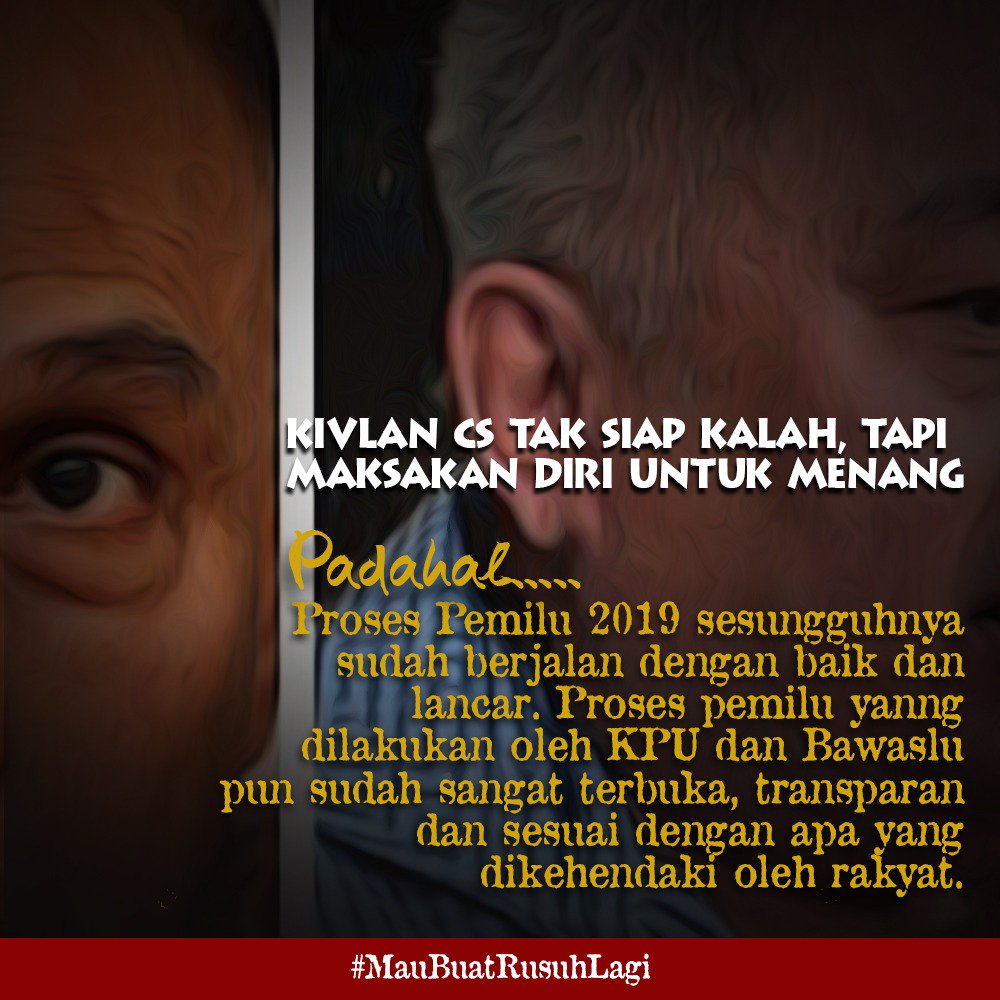 KIVLAN CS TAK SIAP KALAH, TAPI
MAKSAKAN DIRI UNTUK MENANG
Padahal.....
Proses Pemilu 2019 sesungguhnya
sudah berjalan dengan baik dan
lancar. Proses pemilu yanng
dilakukan oleh KPU dan Bawaslu
pun sudah sangat terbuka, transparan
dan sesuai dengan apa yang
dikehendaki oleh rakyat.
#MauBuatRusuhLagi